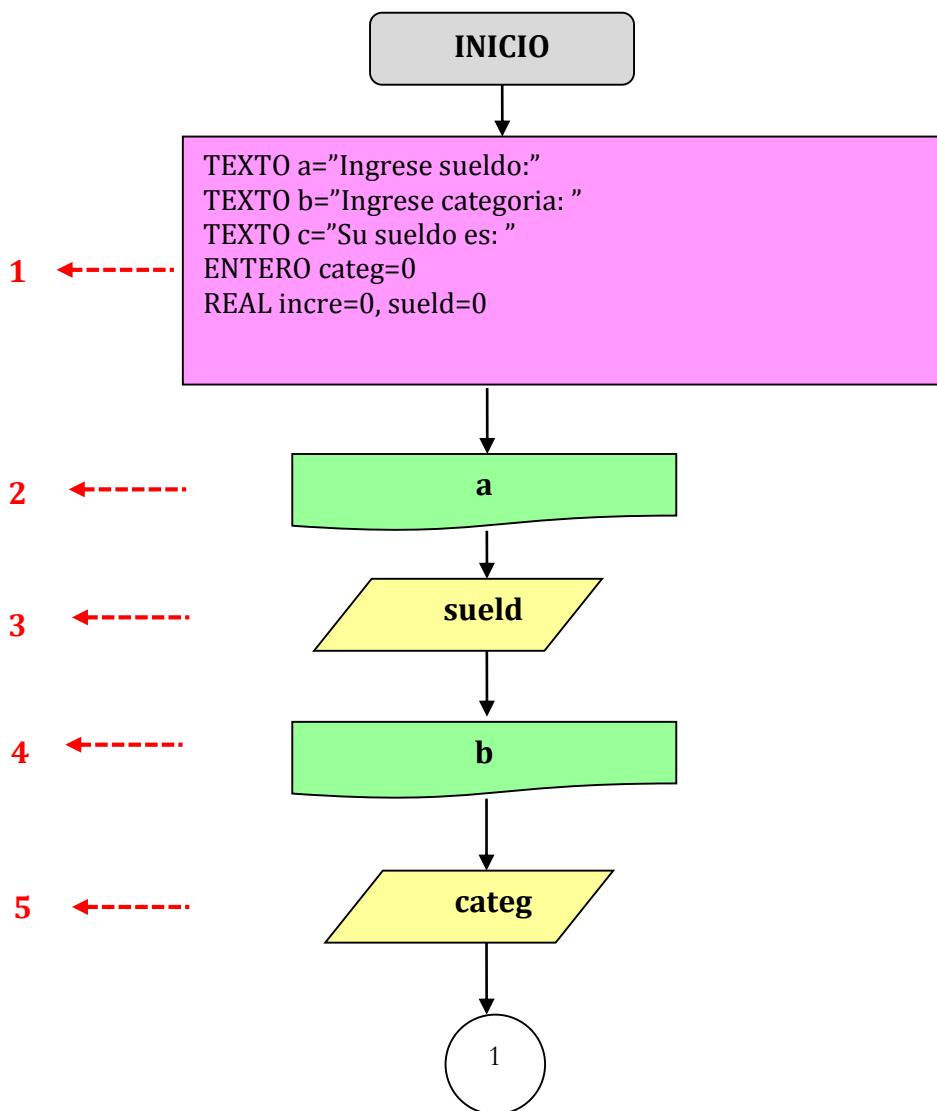 INICIO
TEXTO a=”Ingrese sueldo:”
TEXTO b=”Ingrese categoria: ”
TEXTO c=”Su sueldo es: ”
1
ENTERO categ=0
REAL incre=0, sueld=0
2
a
3
sueld
4
b
5
categ
1